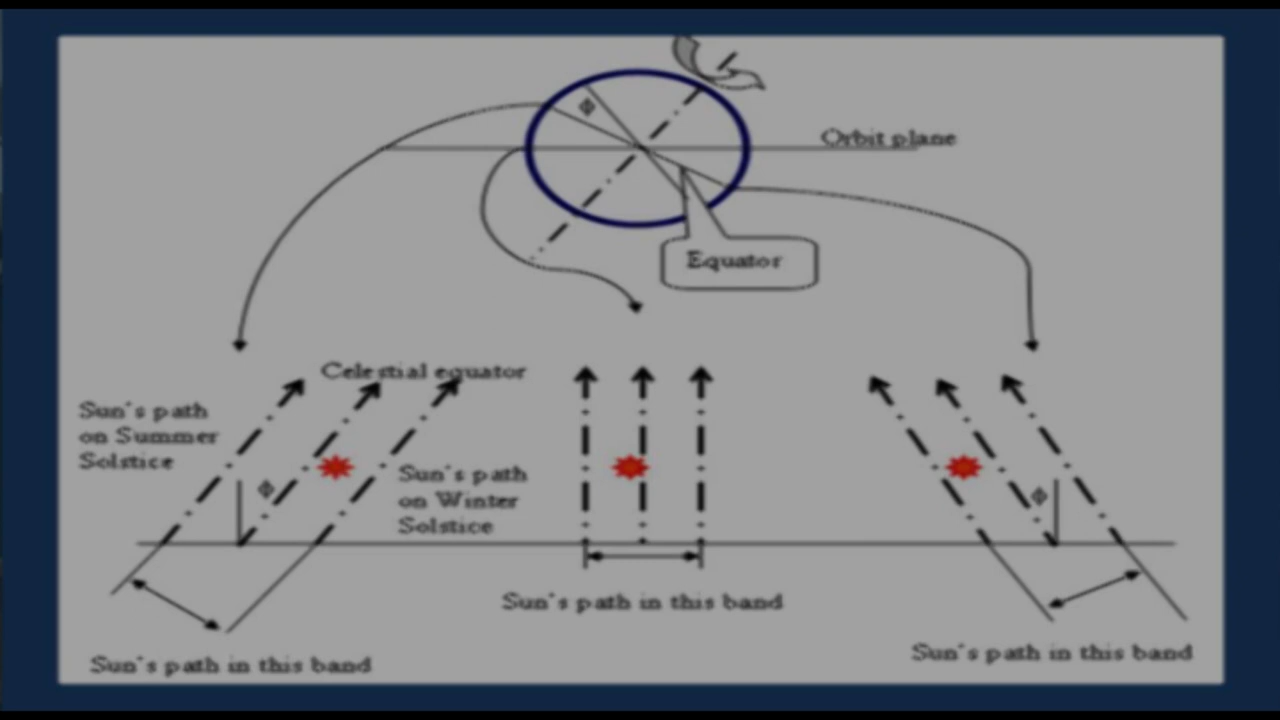 Φ
Orbit plane
Equator
Celestial equator
Sun's path
on Summer
Solstice
Sun's path
on Winter
Solstice
Φ
Φ
Sun's path in this band
Sun's path in this band
Sun's path in this band